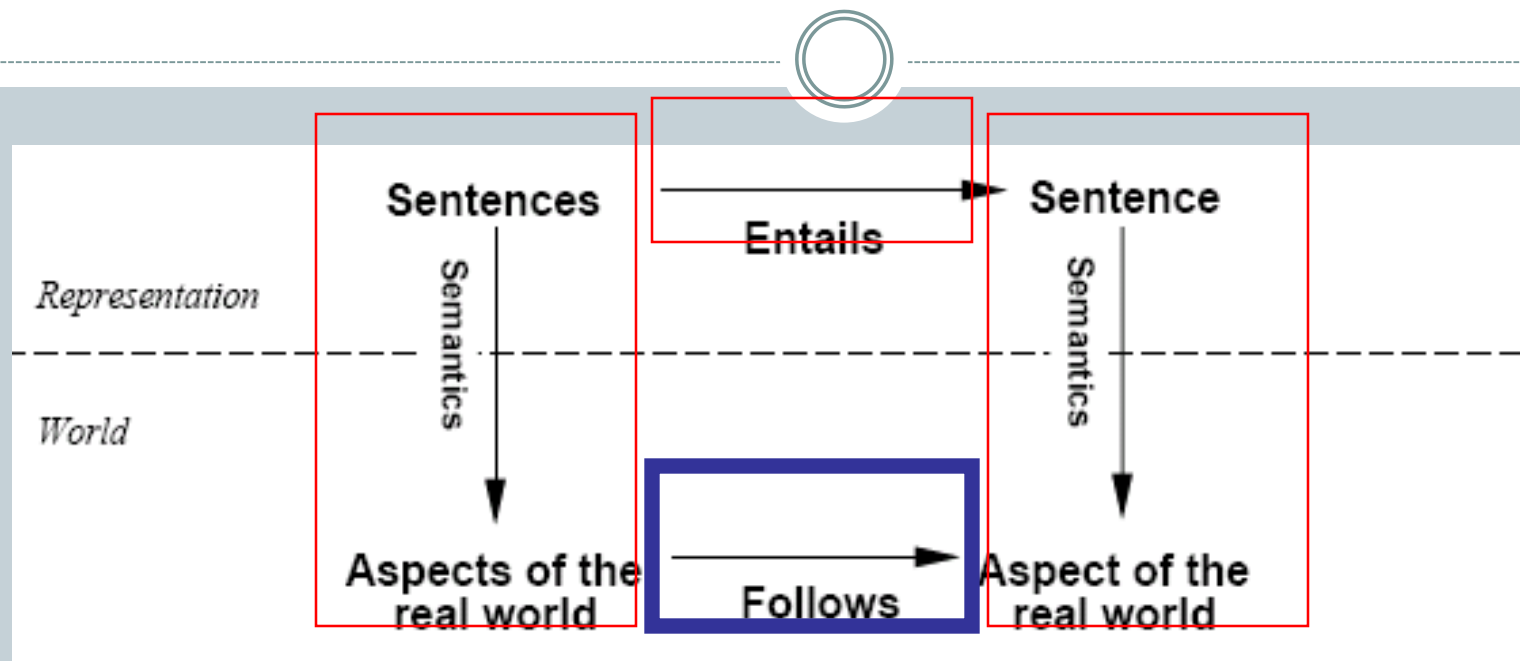 Sentences
Entails
Sentence
Representation
Semantics
Semantics
World
Aspects of the
real world
Follows
Aspect of the
real world